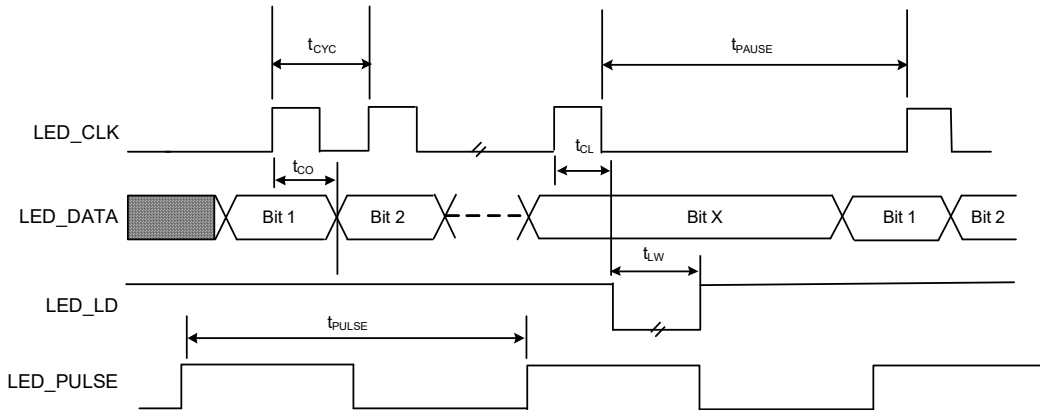 tCYC
tPAUSE
LED_CLK
tCL
tCO
LED_DATA
Bit 1
Bit 2
Bit X
Bit 1
Bit 2
tLW
LED_LD
tPULSE
LED_PULSE